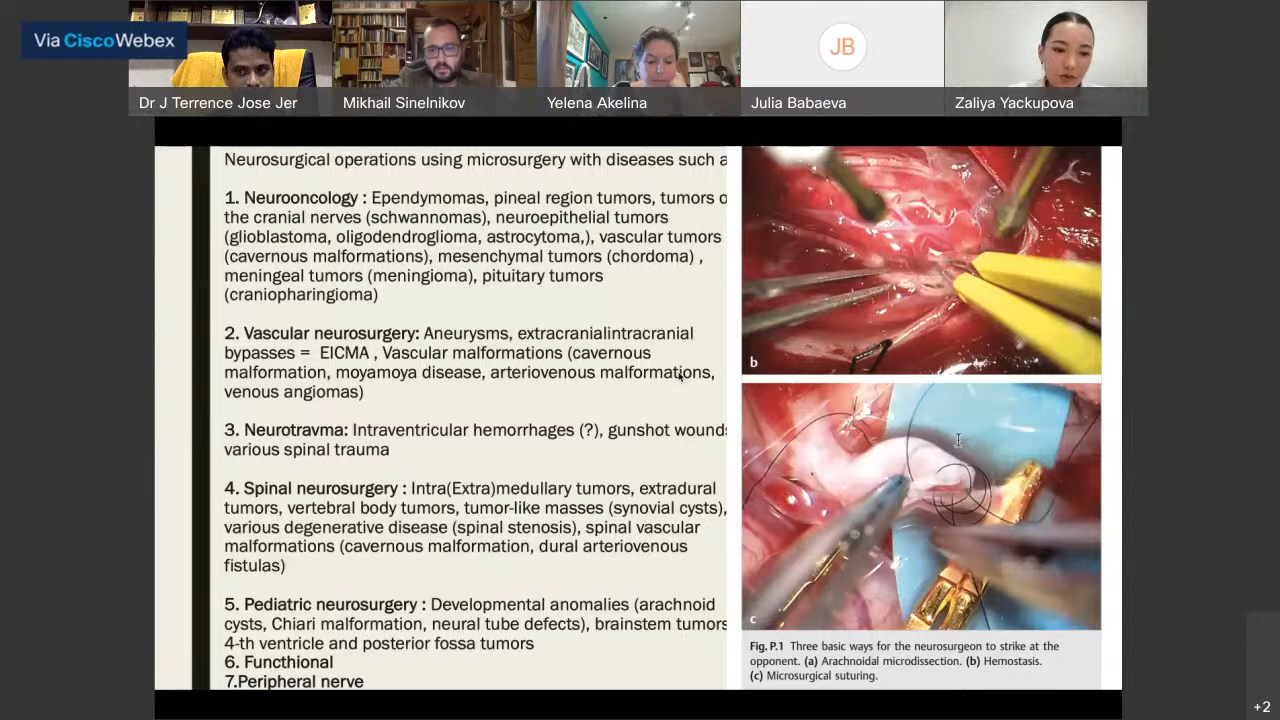 Via CiscoWebex
JB
Dr J Terrence Jose Jer
Mikhail Sinelnikov
Yelena Akelina
Julia Babaeva
Zaliya Yackupova
Neurosurgical operations using microsurgery with diseases such a
1. Neurooncology : Ependymomas, pineal region tumors, tumors o
the cranial nerves (schwannomas), neuroepithelial tumors
(glioblastoma, oligodendroglioma, astrocytoma,), vascular tumors
(cavernous malformations), mesenchymal tumors (chordoma) ,
meningeal tumors (meningioma), pituitary tumors
(craniopharingioma)
2. Vascular neurosurgery: Aneurysms, extracranialintracranial
bypasses = EICMA , Vascular malformations (cavernous
malformation, moyamoya disease, arteriovenous malformations,
venous angiomas)
3. Neurotravma: Intraventricular hemorrhages (?), gunshot wounds
various spinal trauma
4. Spinal neurosurgery : Intra(Extra)medullary tumors, extradural
tumors, vertebral body tumors, tumor-like masses (synovial cysts),
various degenerative disease (spinal stenosis), spinal vascular
malformations (cavernous malformation, dural arteriovenous
fistulas)
5. Pediatric neurosurgery : Developmental anomalies (arachnoid
cysts, Chiari malformation, neural tube defects), brainstem tumors
4-th ventricle and posterior fossa tumors
6. Functhional
7.Peripheral nerve
b
c
Fig. P.1 Three basic ways for the neurosurgeon to strike at the
opponent. (a) Arachnoidal microdissection. (b) Hemostasis.
(c) Microsurgical suturing.
+2